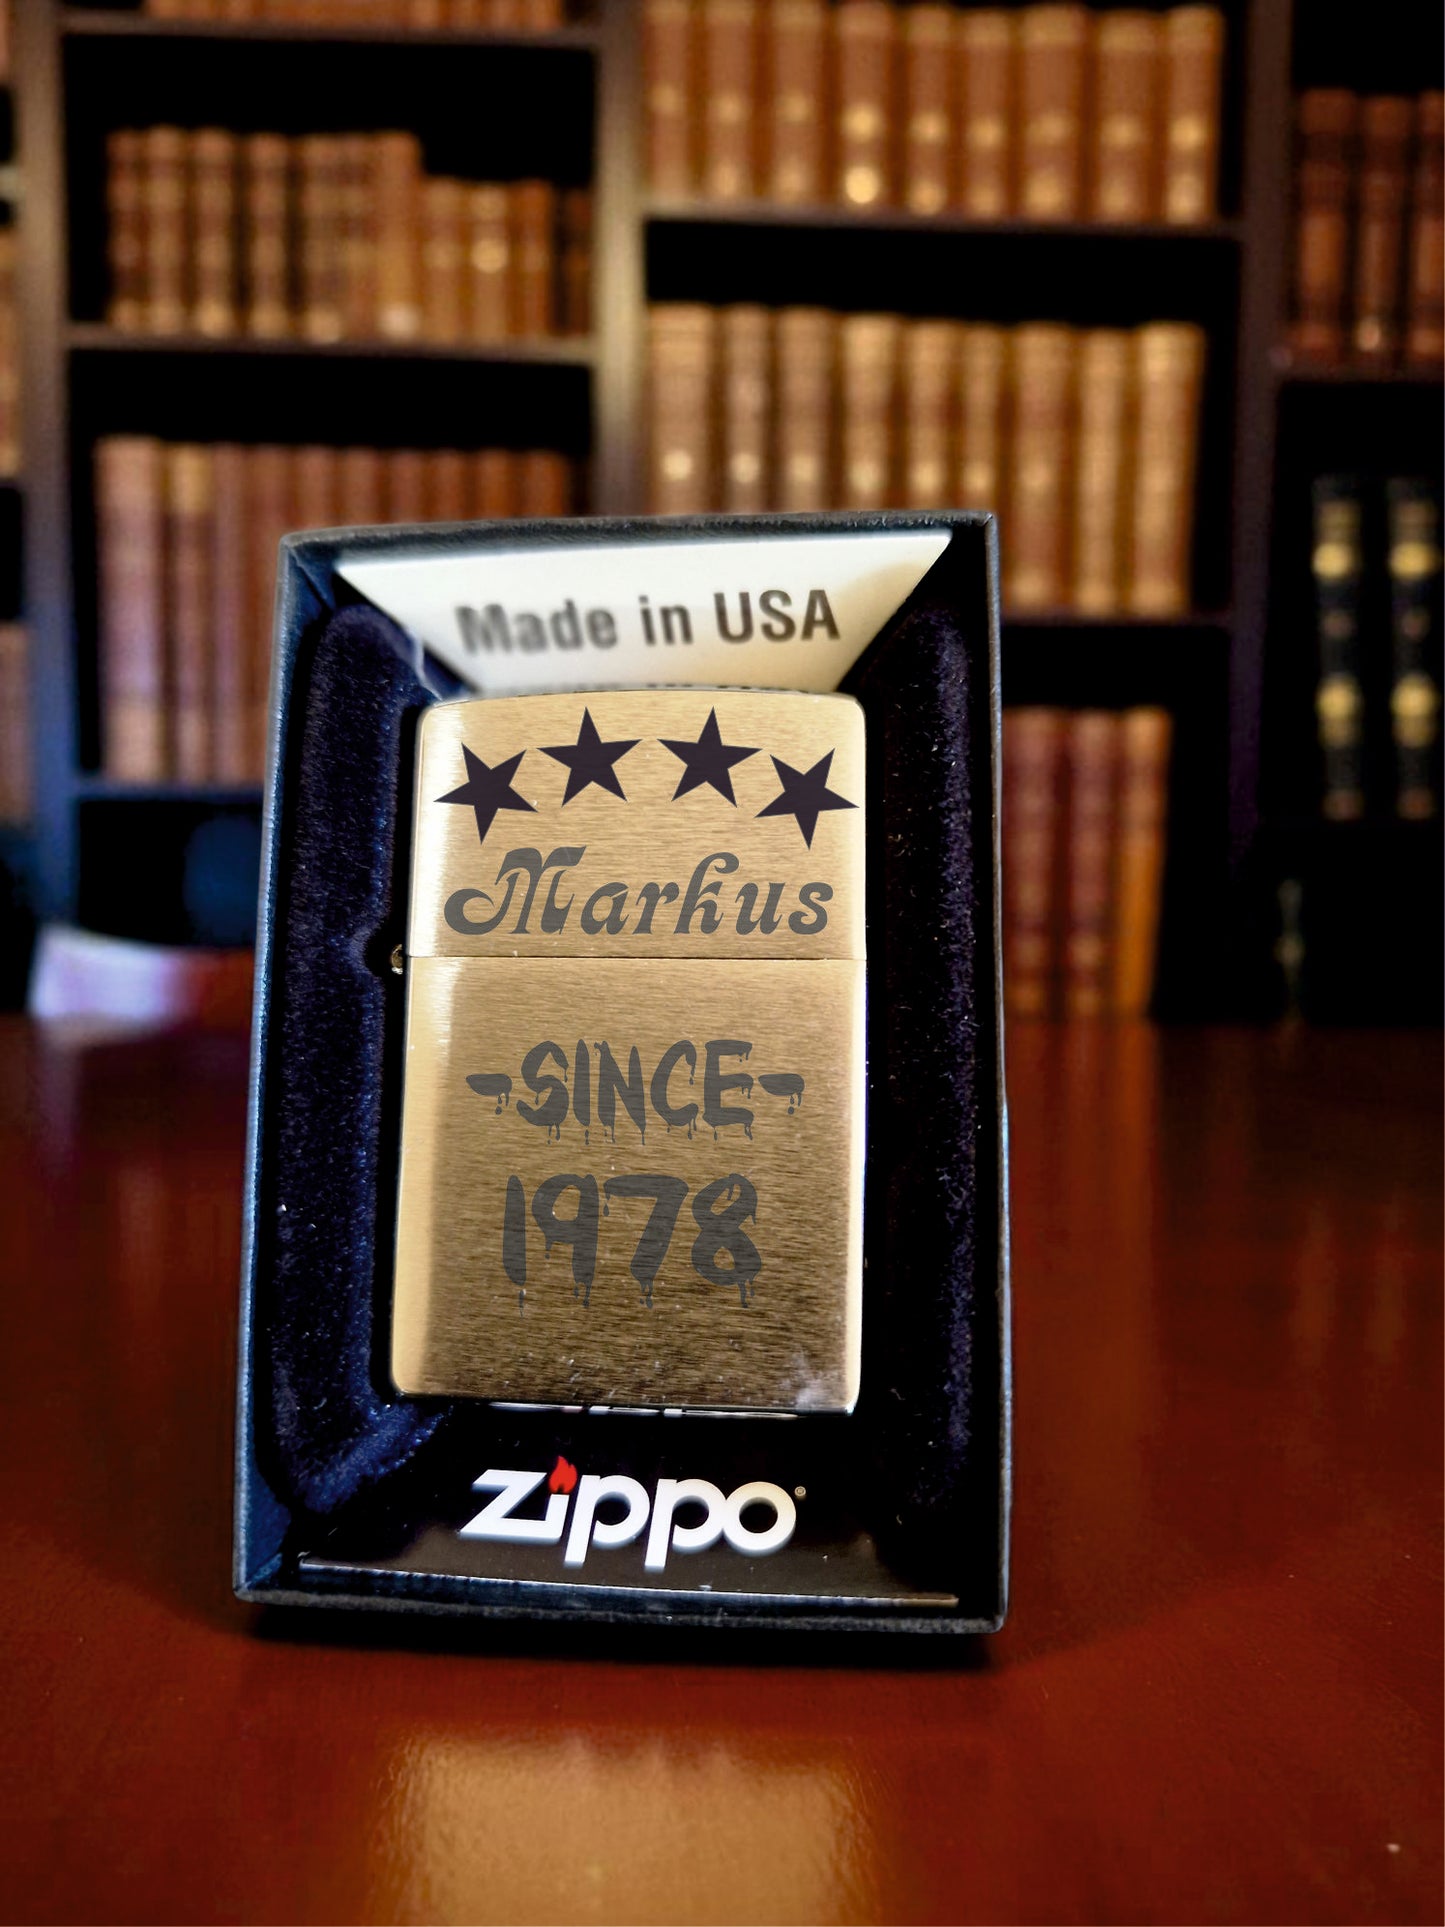 Made in USA
Markus
-SINCE-
1978
zippo®